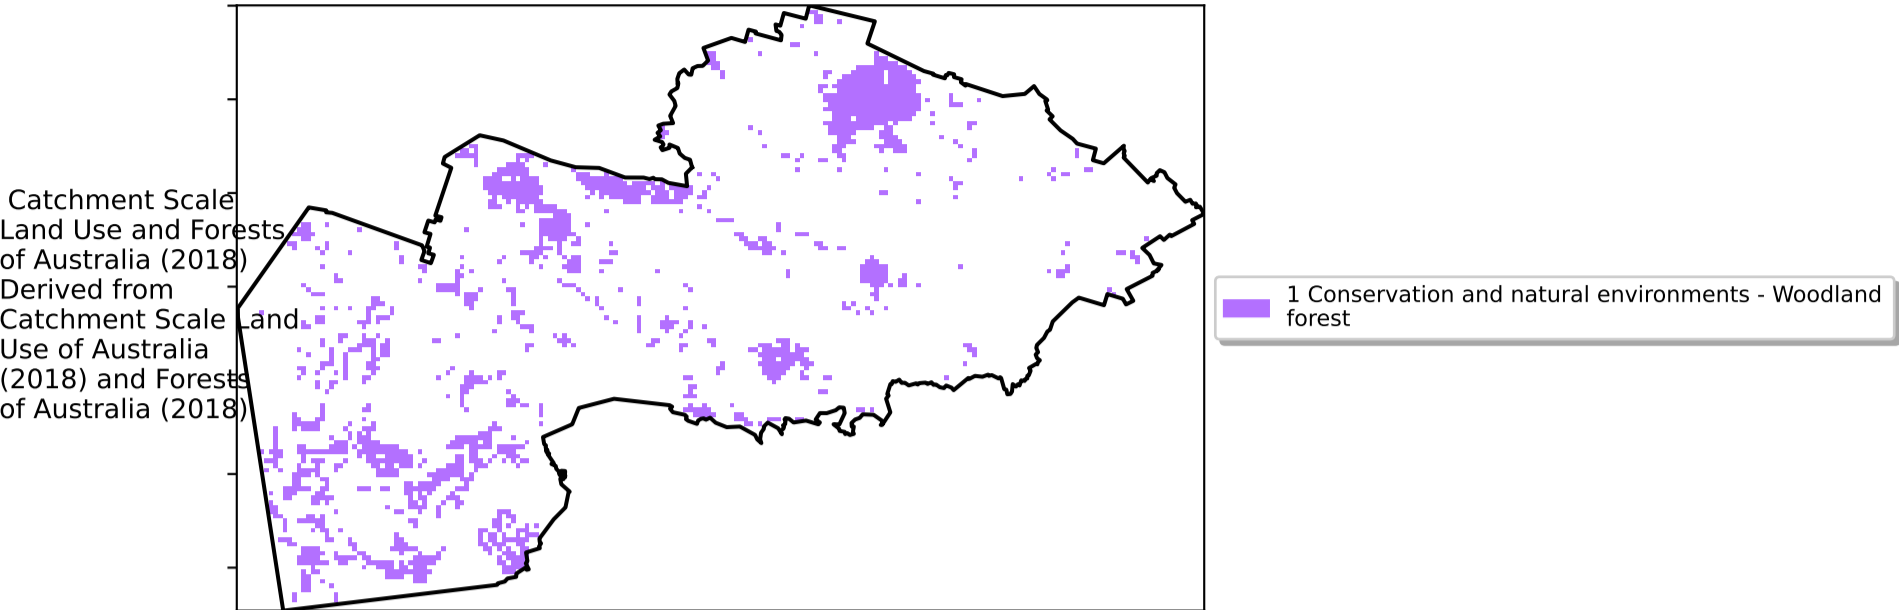 Catchment Scale
Land Use and Forests
of Australia (2018)
Derived from
Catchment Scale Land
Use of Australia
(2018) and Forests
of Australia (2018)
1 Conservation and natural environments - Woodland
forest